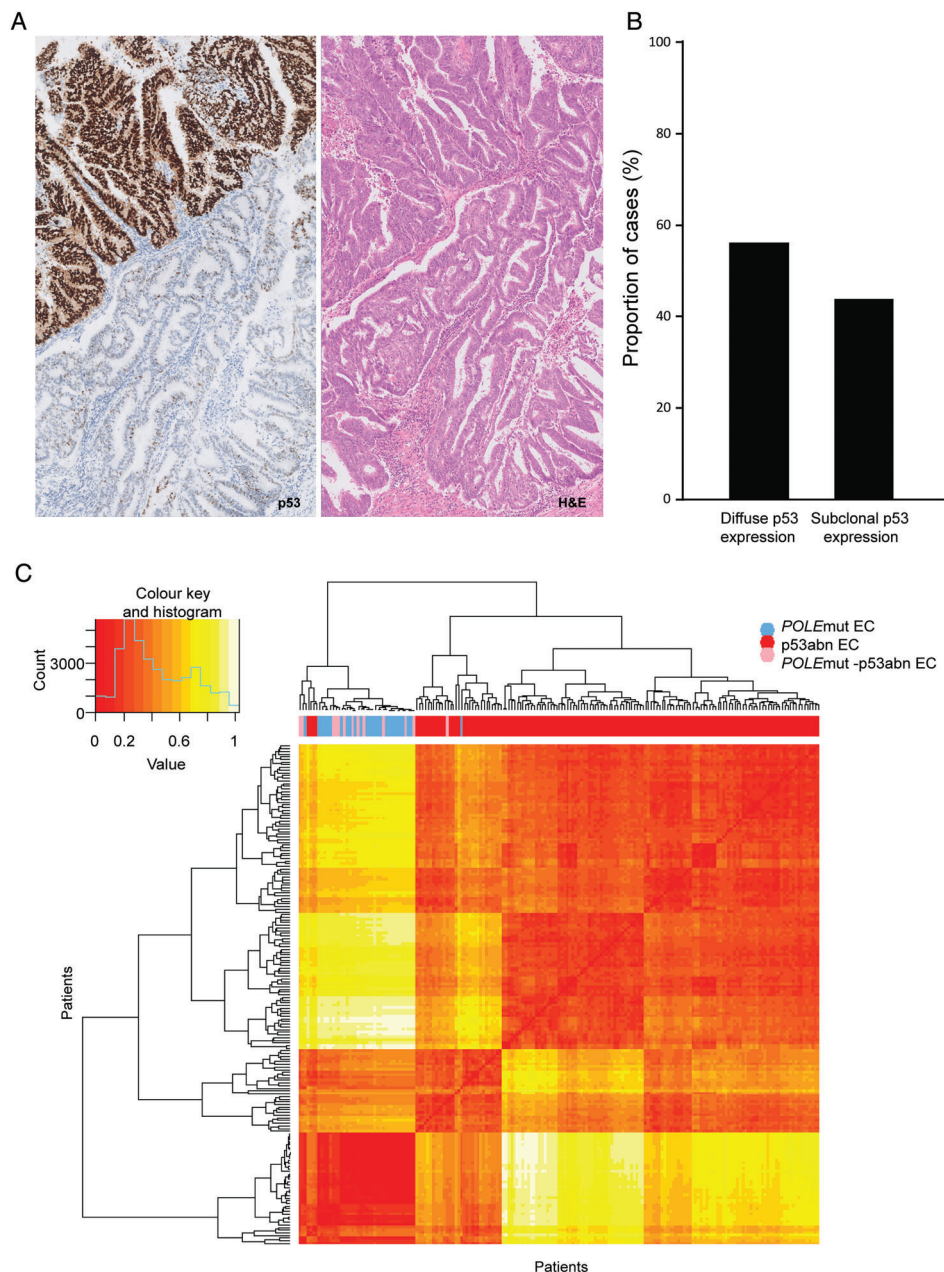 A
p53
H&E
B
Proportion of cases (%)
100
80
60
40
20
0
Diffuse p53
expression
Subclonal p53
expression
C
Colour key
and histogram
Count
3000
0
0 0.2 0.6 1
Value
POLEmut EC
p53abn EC
POLEmut -p53abn EC
Patients
Patients